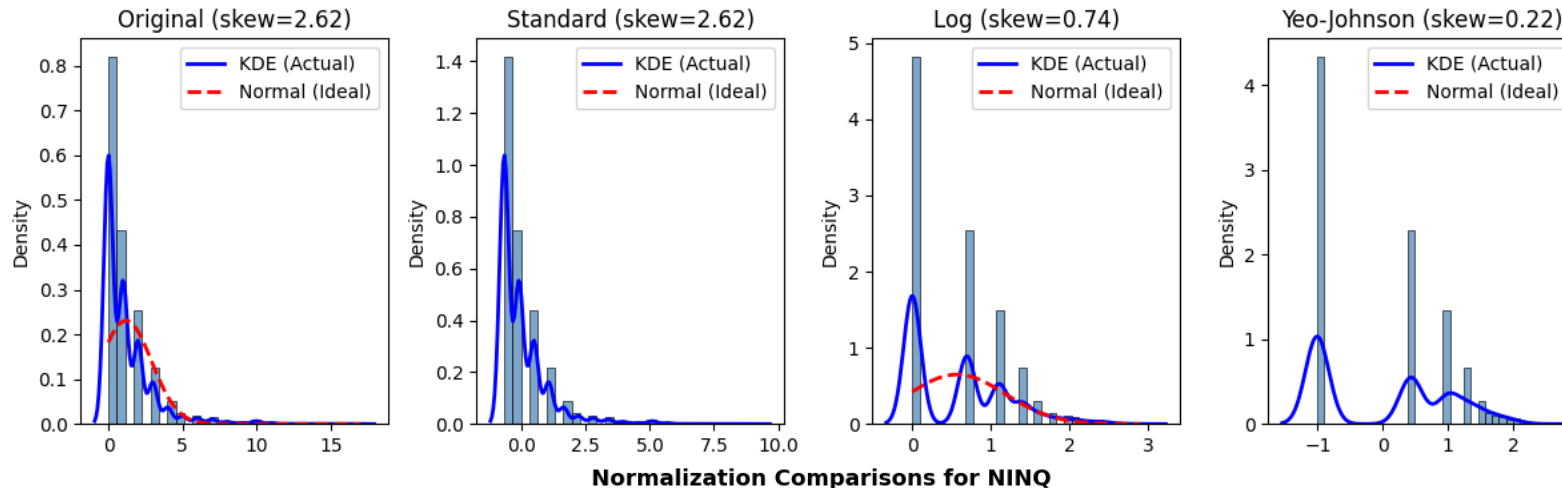 Original (skew=2.62)
KDE (Actual)
Normal (Ideal)
Density
0.8
0.7
0.6
0.5
0.4
0.3
0.2
0.1
0.0
0 5 10 15
Standard (skew=2.62)
KDE (Actual)
Normal (Ideal)
Density
1.4
1.2
1.0
0.8
0.6
0.4
0.2
0.0
0.0 2.5 5.0 7.5 10.0
Log (skew=0.74)
KDE (Actual)
Normal (Ideal)
Density
5
4
3
2
1
0
0 1 2 3
Yeo-Johnson (skew=0.22)
KDE (Actual)
Normal (Ideal)
Density
4
3
2
1
0
−1 0 1 2
Normalization Comparisons for NINQ